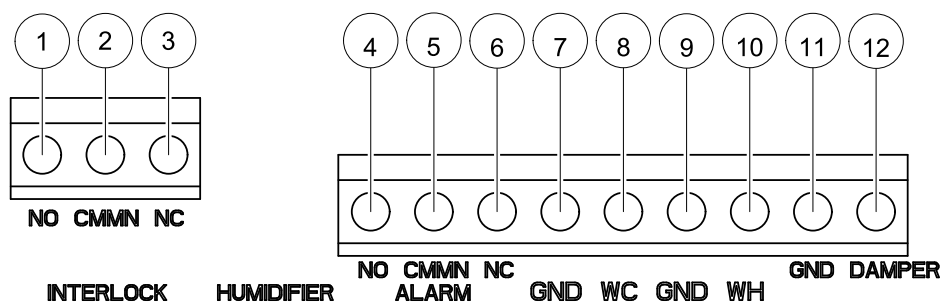 1 2 3 4 5 6 7 8 9 10 11 12
NO CMMN NC
NO CMMN NC GND DAMPER
INTERLOCK HUMIDIFIER ALARM GND WC GND WH